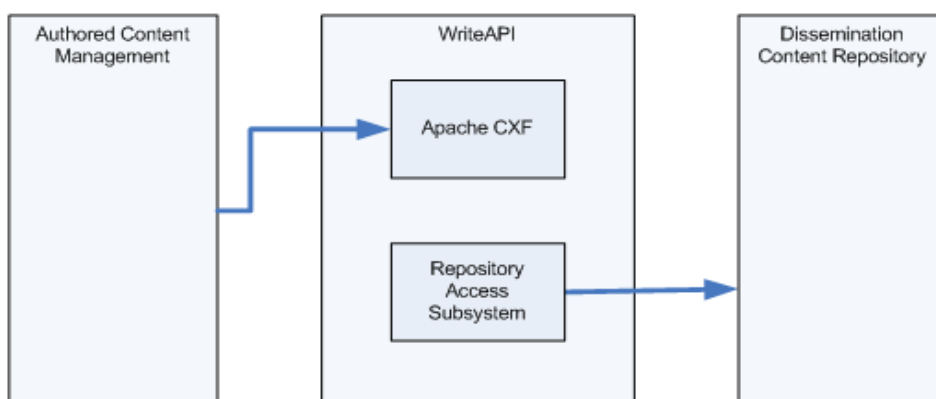 Authored Content
Management
WriteAPI
Apache CXF
Repository
Access
Subsystem
Dissemination
Content Repository